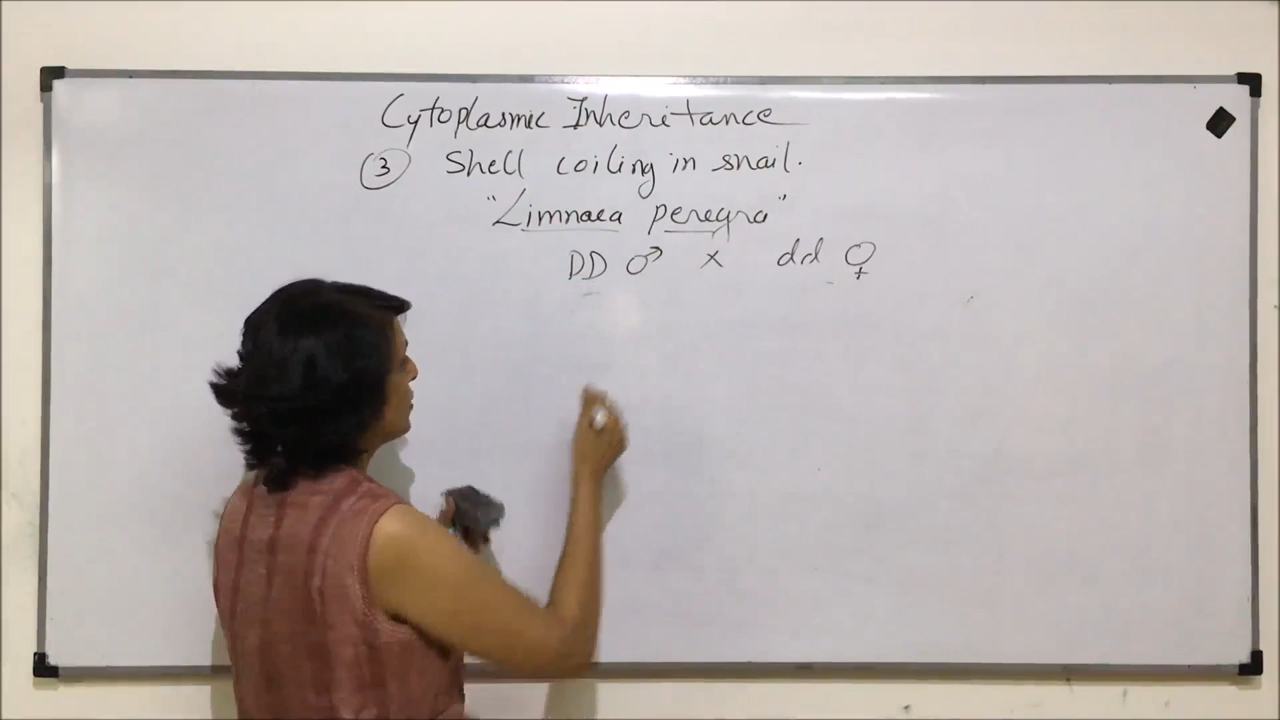 Cytoplasmic Inheritance
③ Shell coiling in snail.
"Limnaea peregra"
DD ♂ x dd ♀